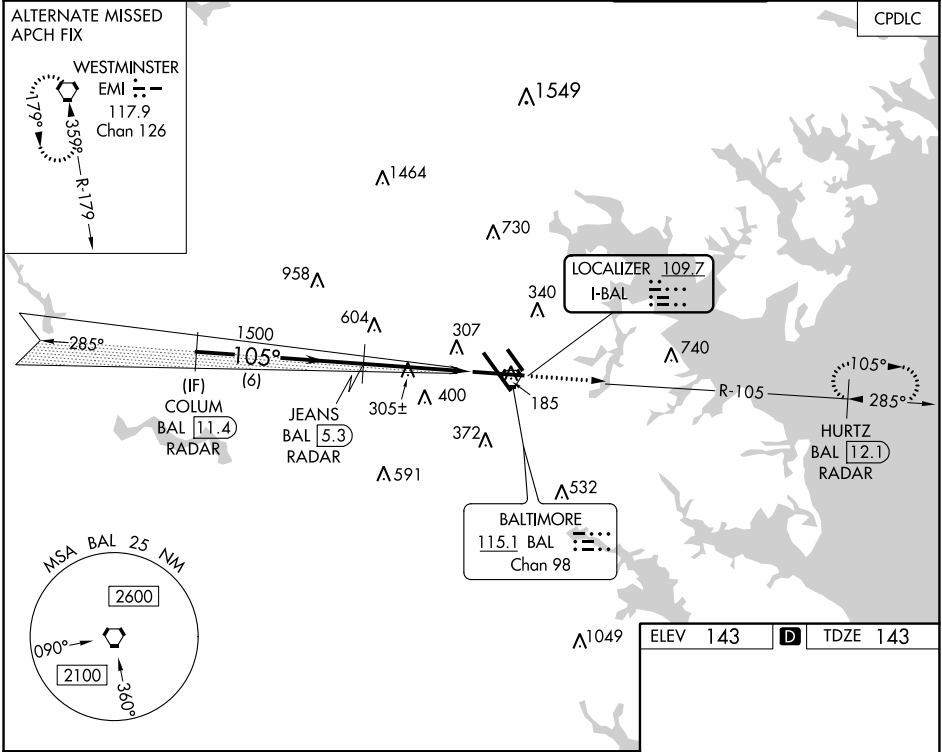 ALTERNATE MISSED
APCH FIX
WESTMINSTER
EMI
117.9
Chan 126
179°
359°
R-179
CPDLC
1549
1464
730
958
604
307
340
740
LOCALIZER 109.7
I-BAL
285°
1500
105°
(6)
(IF)
COLUM
BAL 11.4
RADAR
JEANS
BAL 5.3
RADAR
305±
400
185
372
591
532
R-105
105°
285°
HURTZ
BAL 12.1
RADAR
BALTIMORE
115.1 BAL
Chan 98
MSA BAL 25 NM
2600
090°
2100
360°
1049
ELEV 143 D TDZE 143